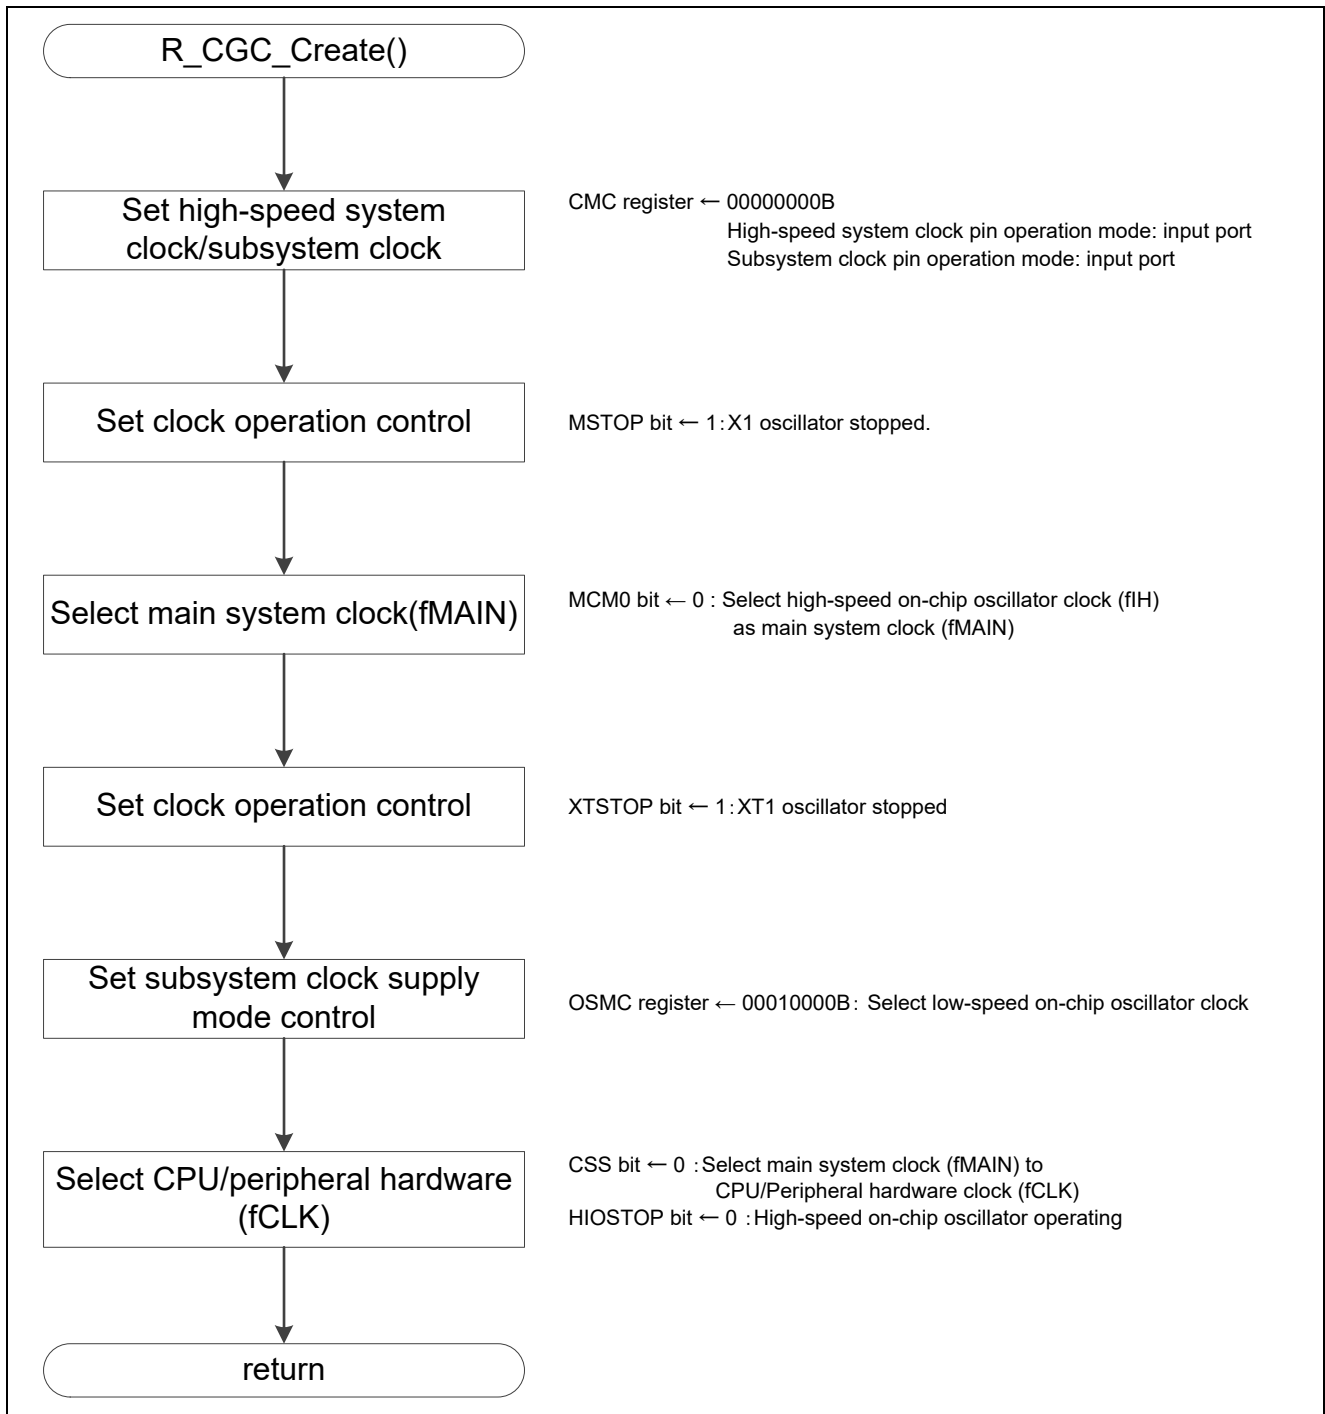 R_CGC_Create()
Set high-speed system
clock/subsystem clock
CMC register ← 00000000B
High-speed system clock pin operation mode: input port
Subsystem clock pin operation mode: input port
Set clock operation control
MSTOP bit ← 1:X1 oscillator stopped.
Select main system clock(fMAIN)
MCM0 bit ← 0 : Select high-speed on-chip oscillator clock (fIH)
as main system clock (fMAIN)
Set clock operation control
XTSTOP bit ← 1:XT1 oscillator stopped
Set subsystem clock supply
mode control
OSMC register ← 00010000B: Select low-speed on-chip oscillator clock
Select CPU/peripheral hardware
(fCLK)
CSS bit ← 0 :Select main system clock (fMAIN) to
CPU/Peripheral hardware clock (fCLK)
HIOSTOP bit ← 0 :High-speed on-chip oscillator operating
return